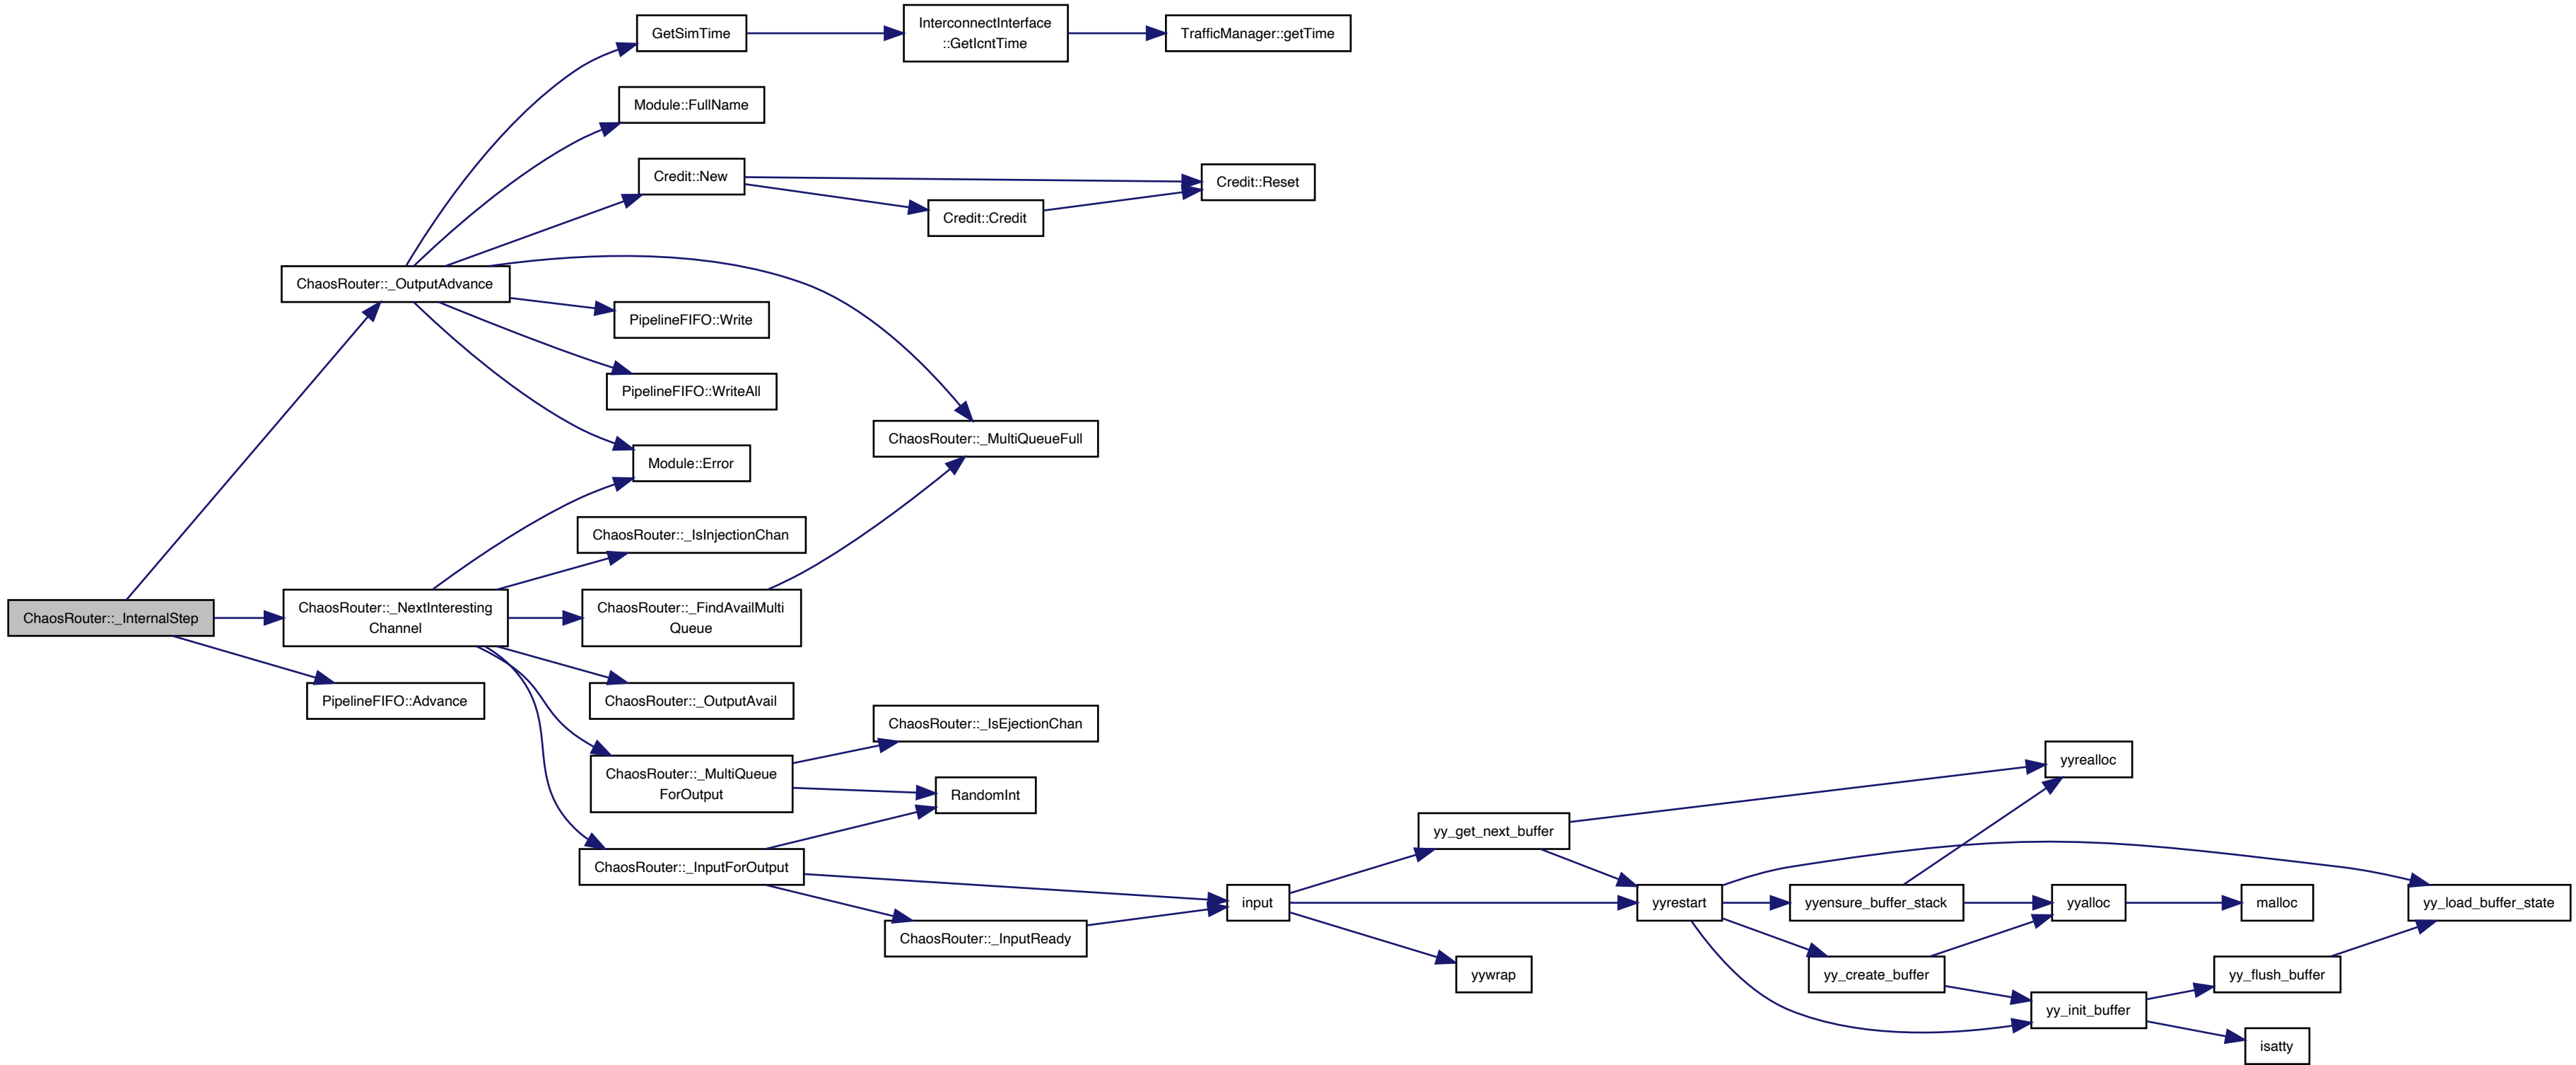 GetSimTime
InterconnectInterface
::GetIcntTime
TrafficManager::getTime
Module::FullName
Credit::New
Credit::Reset
Credit::Credit
ChaosRouter::_OutputAdvance
PipelineFIFO::Write
PipelineFIFO::WriteAll
ChaosRouter::_MultiQueueFull
Module::Error
ChaosRouter::_IsInjectionChan
ChaosRouter::_InternalStep
ChaosRouter::_NextInteresting
Channel
ChaosRouter::_FindAvailMulti
Queue
PipelineFIFO::Advance
ChaosRouter::_OutputAvail
ChaosRouter::_IsEjectionChan
ChaosRouter::_MultiQueue
ForOutput
RandomInt
yyrealloc
yy_get_next_buffer
ChaosRouter::_InputForOutput
input
yyrestart
yyensure_buffer_stack
yyalloc
malloc
yy_load_buffer_state
ChaosRouter::_InputReady
yywrap
yy_create_buffer
yy_flush_buffer
yy_init_buffer
isatty